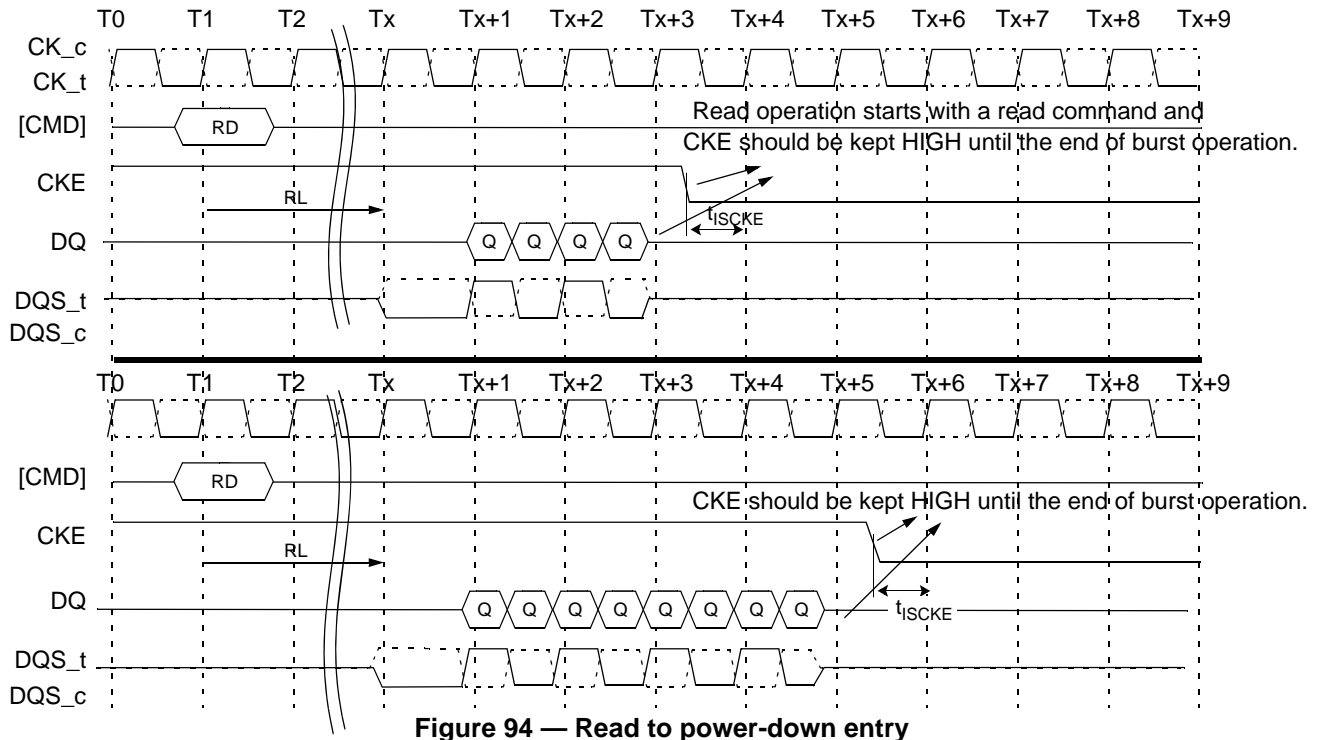 T0 T1 T2 Tx Tx+1 Tx+2 Tx+3 Tx+4 Tx+5 Tx+6 Tx+7 Tx+8 Tx+9
CK_c
CK_t
[CMD] RD
Read operation starts with a read command and
CKE should be kept HIGH until the end of burst operation.
CKE
RL
tISCKE
DQ Q Q Q Q
DQS_t
DQS_c
T0 T1 T2 Tx Tx+1 Tx+2 Tx+3 Tx+4 Tx+5 Tx+6 Tx+7 Tx+8 Tx+9
[CMD] RD
CKE should be kept HIGH until the end of burst operation.
CKE
RL
DQ Q Q Q Q Q Q Q Q
tISCKE
DQS_t
DQS_c
Figure 94 — Read to power-down entry